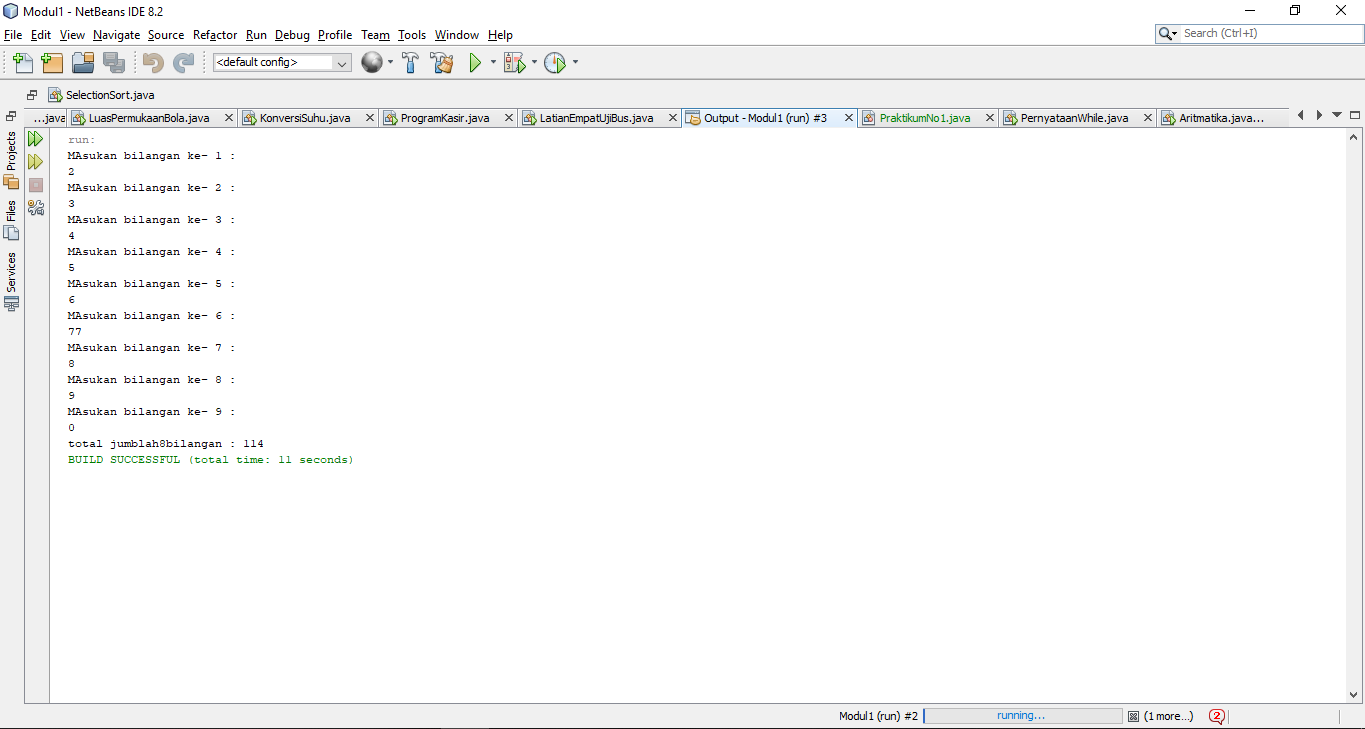 Modul1 - NetBeans IDE 8.2
File Edit View Navigate Source Refactor Run Debug Profile Team Tools Window Help
Search (Ctrl+I)
<default config>
SelectionSort.java
...java LuasPermukaanBola.java KonversiSuhu.java ProgramKasir.java LatianEmpatUjiBus.java Output - Modul1 (run) #3 PraktikumNo1.java PernyataanWhile.java Aritmatika.java...
Projects
Files
Services
run:
MAsukan bilangan ke- 1 :
2
MAsukan bilangan ke- 2 :
3
MAsukan bilangan ke- 3 :
4
MAsukan bilangan ke- 4 :
5
MAsukan bilangan ke- 5 :
6
MAsukan bilangan ke- 6 :
77
MAsukan bilangan ke- 7 :
8
MAsukan bilangan ke- 8 :
9
MAsukan bilangan ke- 9 :
0
total jumblah8bilangan : 114
BUILD SUCCESSFUL (total time: 11 seconds)
Modul1 (run) #2 running... (1 more...) 2